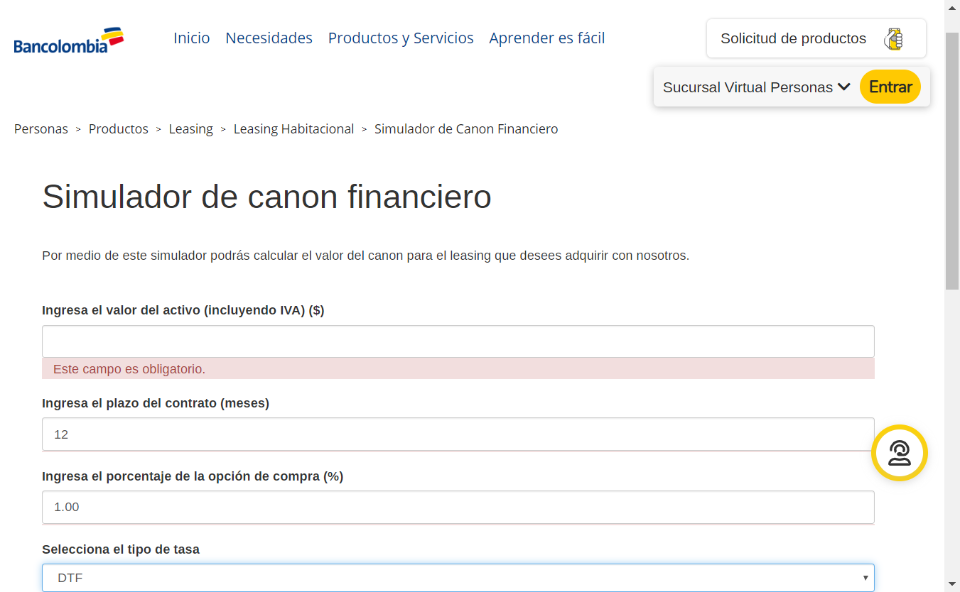 Bancolombia
Inicio Necesidades Productos y Servicios Aprender es fácil
Solicitud de productos
Sucursal Virtual Personas Entrar
Personas > Productos > Leasing > Leasing Habitacional > Simulador de Canon Financiero
Simulador de canon financiero
Por medio de este simulador podrás calcular el valor del canon para el leasing que desees adquirir con nosotros.
Ingresa el valor del activo (incluyendo IVA) ($)
Este campo es obligatorio.
Ingresa el plazo del contrato (meses)
12
Ingresa el porcentaje de la opción de compra (%)
1.00
Selecciona el tipo de tasa
DTF